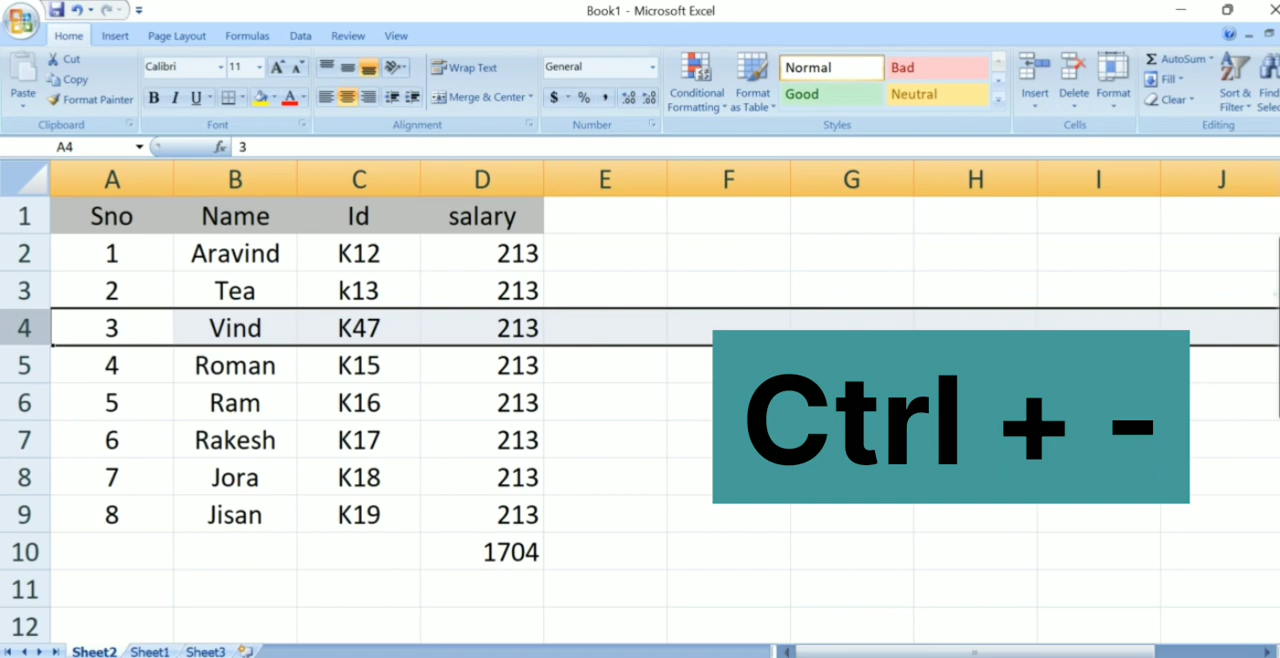 Book1 - Microsoft Excel
Home Insert Page Layout Formulas Data Review View
Paste
Cut
Copy
Format Painter
Clipboard
Calibri 11 A A
B I U A
Font
Wrap Text
Merge & Center
Alignment
General
$ % ,
Number
Conditional Formatting
Format as Table
Normal Bad
Good Neutral
Styles
Insert Delete Format
Cells
Σ AutoSum
Fill
Clear
Sort & Filter
Find
Editing
A4 fx 3
A B C D E F G H I J
1 Sno Name Id salary
2 1 Aravind K12 213
3 2 Tea k13 213
4 3 Vind K47 213
5 4 Roman K15 213
6 5 Ram K16 213
7 6 Rakesh K17 213
8 7 Jora K18 213
9 8 Jisan K19 213
10 1704
11
12
Ctrl + -
Sheet2 Sheet1 Sheet3